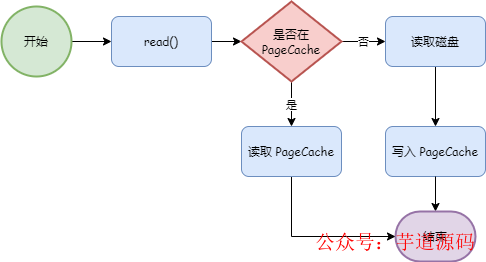 开始
read()
是否在
PageCache
否
读取磁盘
是
读取 PageCache
写入 PageCache
结束
公众号：芋道源码